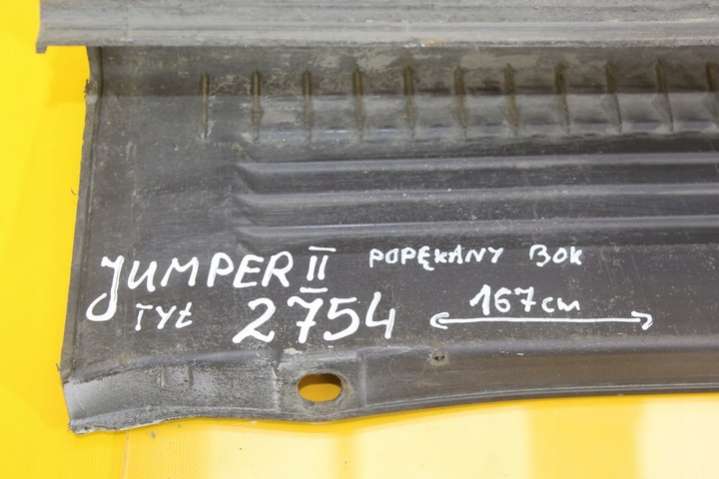 JUMPER II POPĘKANY BOK
TYŁ 2754 167cm